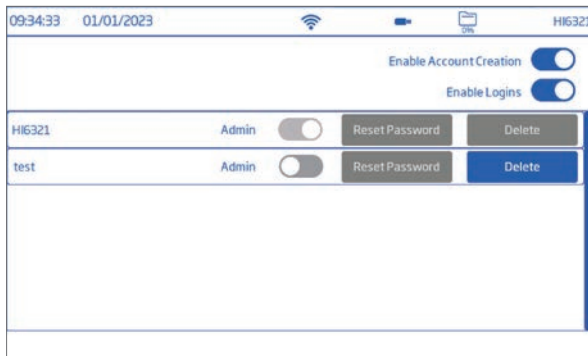 09:34:33 01/01/2023 0% HI6321
Enable Account Creation
Enable Logins
HI6321 Admin Reset Password Delete
test Admin Reset Password Delete